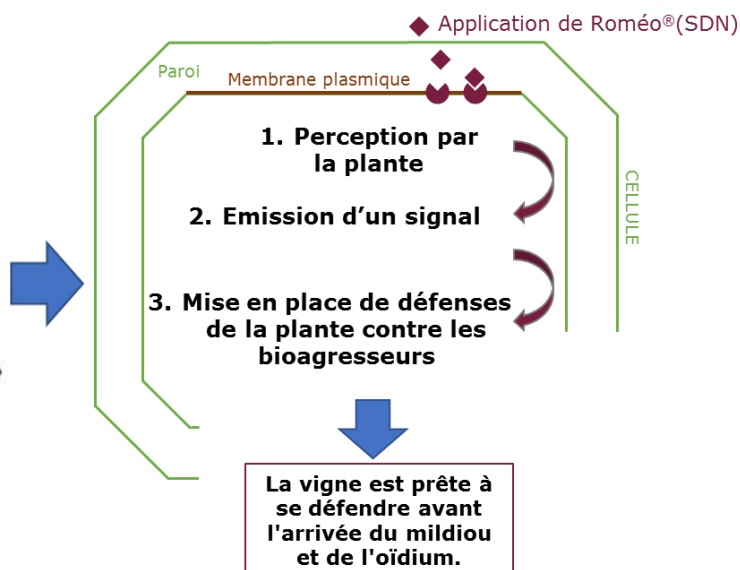 Application de Roméo®(SDN)
Paroi
Membrane plasmique
1. Perception par
la plante
CELLULE
2. Emission d'un signal
3. Mise en place de défenses
de la plante contre les
bioagresseurs
La vigne est prête à
se défendre avant
l'arrivée du mildiou
et de l'oïdium.